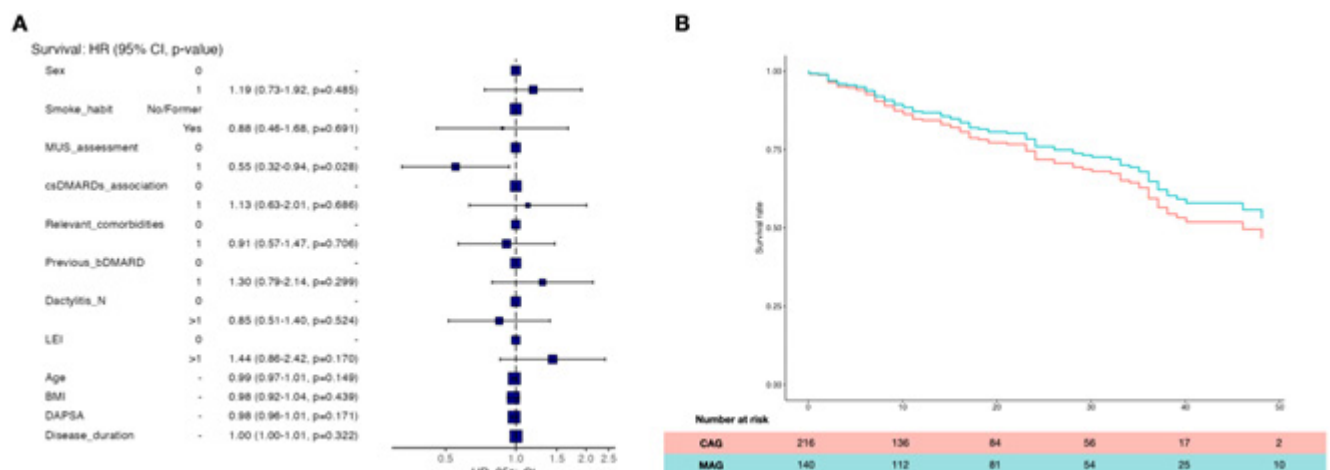 A
Survival: HR (95% CI, p-value)
Sex 0 -
1 1.19 (0.73-1.92, p=0.485)
Smoke_habit No/Former -
Yes 0.88 (0.46-1.68, p=0.691)
MUS_assessment 0 -
1 0.55 (0.32-0.94, p=0.028)
csDMARDs_association 0 -
1 1.13 (0.63-2.01, p=0.686)
Relevant_comorbidities 0 -
1 0.91 (0.57-1.47, p=0.706)
Previous_bDMARD 0 -
1 1.30 (0.79-2.14, p=0.299)
Dactylitis_N 0 -
>1 0.85 (0.51-1.40, p=0.524)
LEI 0 -
>1 1.44 (0.86-2.42, p=0.170)
Age - 0.99 (0.97-1.01, p=0.149)
BMI - 0.98 (0.92-1.04, p=0.439)
DAPSA - 0.98 (0.96-1.01, p=0.171)
Disease_duration - 1.00 (1.00-1.01, p=0.322)
0.5 1.0 1.5 2.0 2.5
B
Survival rate
1.00
0.75
0.50
0.25
0.00
0 10 20 30 40 50
Number at risk
CAG 216 136 84 56 17 2
MAG 140 112 81 54 25 10